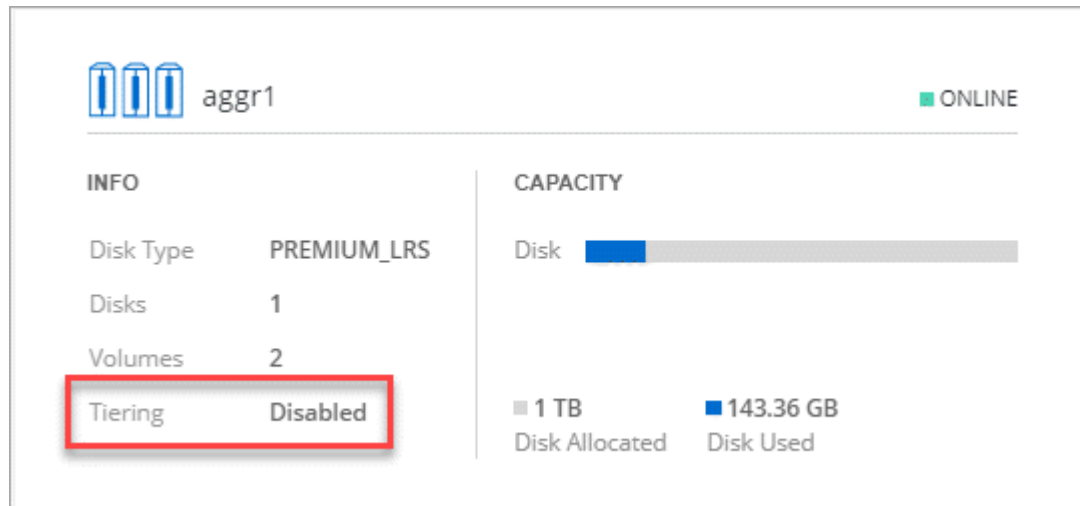 aggr1
ONLINE
INFO
Disk Type PREMIUM_LRS
Disks 1
Volumes 2
Tiering Disabled
CAPACITY
Disk
1 TB 143.36 GB
Disk Allocated Disk Used